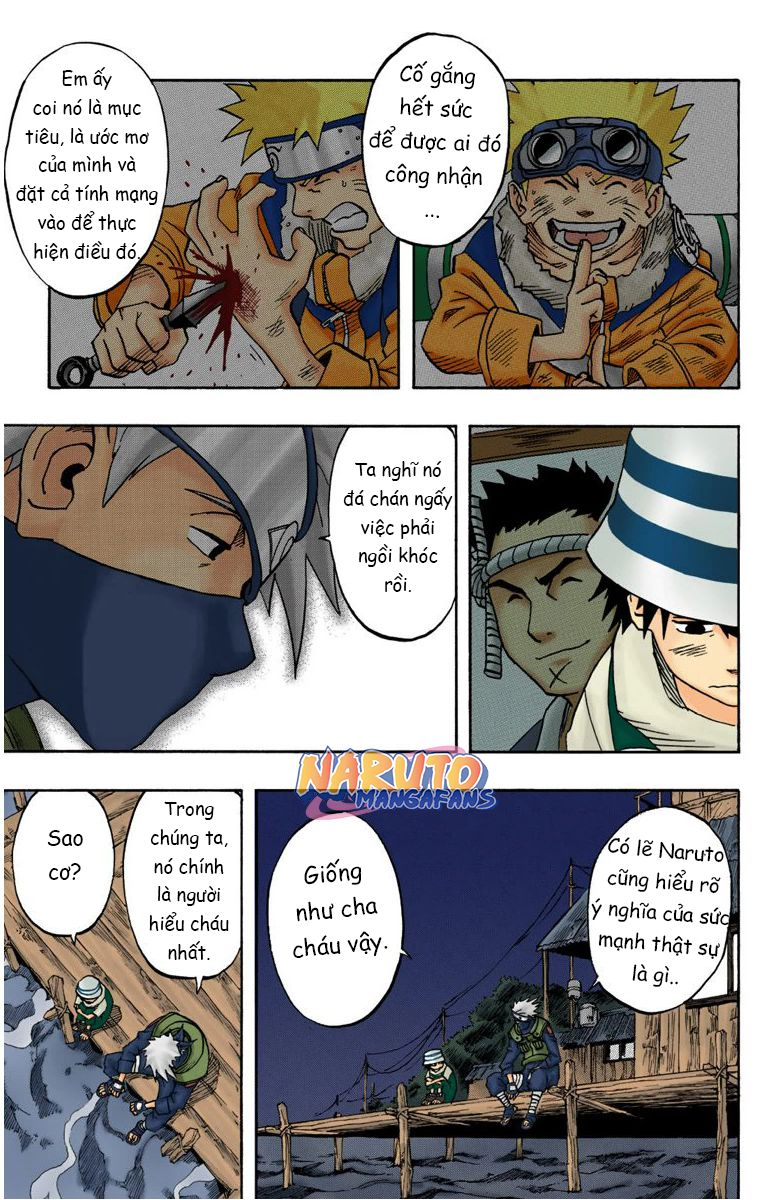 Cố gắng
hết sức
để được ai đó
công nhận
...
Em ấy
coi nó là mục
tiêu, là ước mơ
của mình và
đặt cả tính mạng
vào để thực
hiện điều đó.
Ta nghĩ nó
đá chán ngấy
việc phải
ngồi khóc
rồi.
NARUTO
MANGAFANS
Có lẽ Naruto
cũng hiểu rõ
ý nghĩa của sức
mạnh thật sự
là gì..
Giống
như cha
cháu vậy.
Trong
chúng ta,
nó chính
là người
hiểu cháu
nhất.
Sao
cơ?